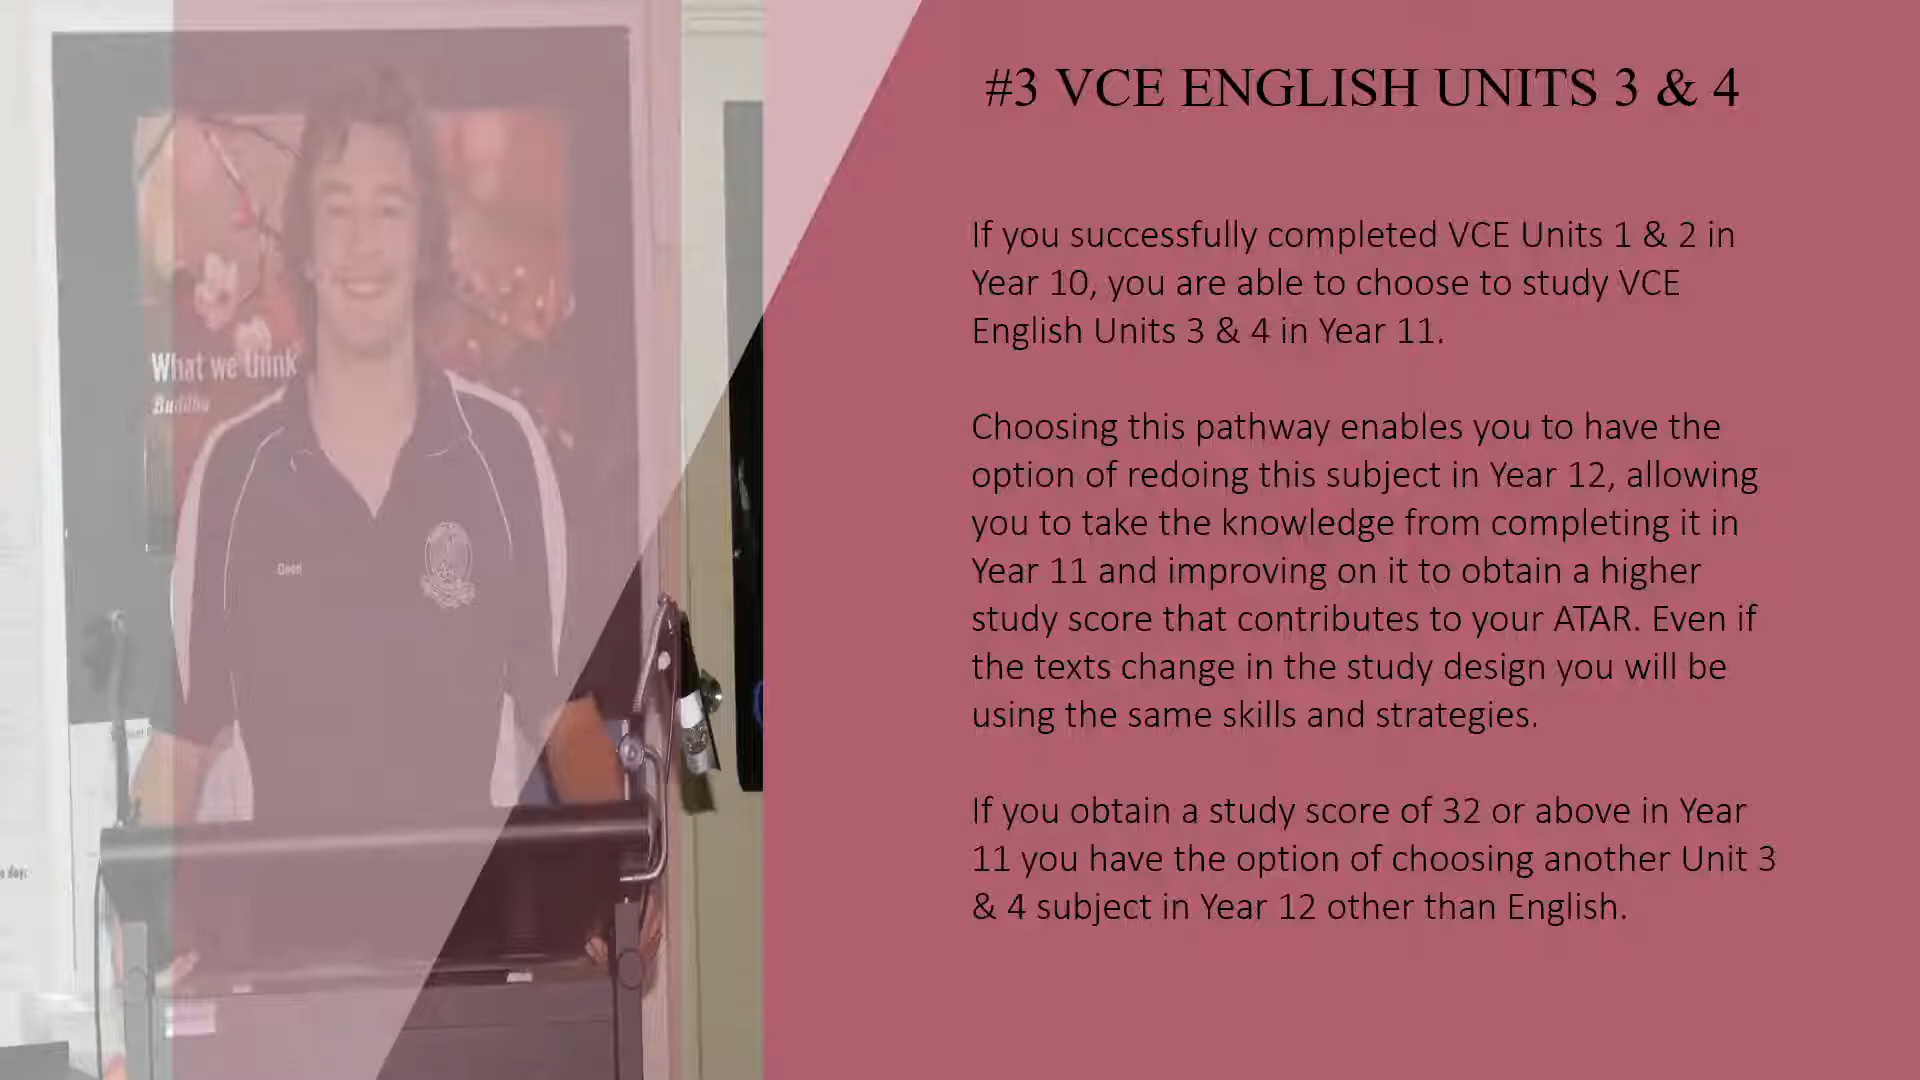 #3 VCE ENGLISH UNITS 3 & 4
If you successfully completed VCE Units 1 & 2 in
Year 10, you are able to choose to study VCE
English Units 3 & 4 in Year 11.
Choosing this pathway enables you to have the
option of redoing this subject in Year 12, allowing
you to take the knowledge from completing it in
Year 11 and improving on it to obtain a higher
study score that contributes to your ATAR. Even if
the texts change in the study design you will be
using the same skills and strategies.
If you obtain a study score of 32 or above in Year
11 you have the option of choosing another Unit 3
& 4 subject in Year 12 other than English.
What we think
Buddha
day: